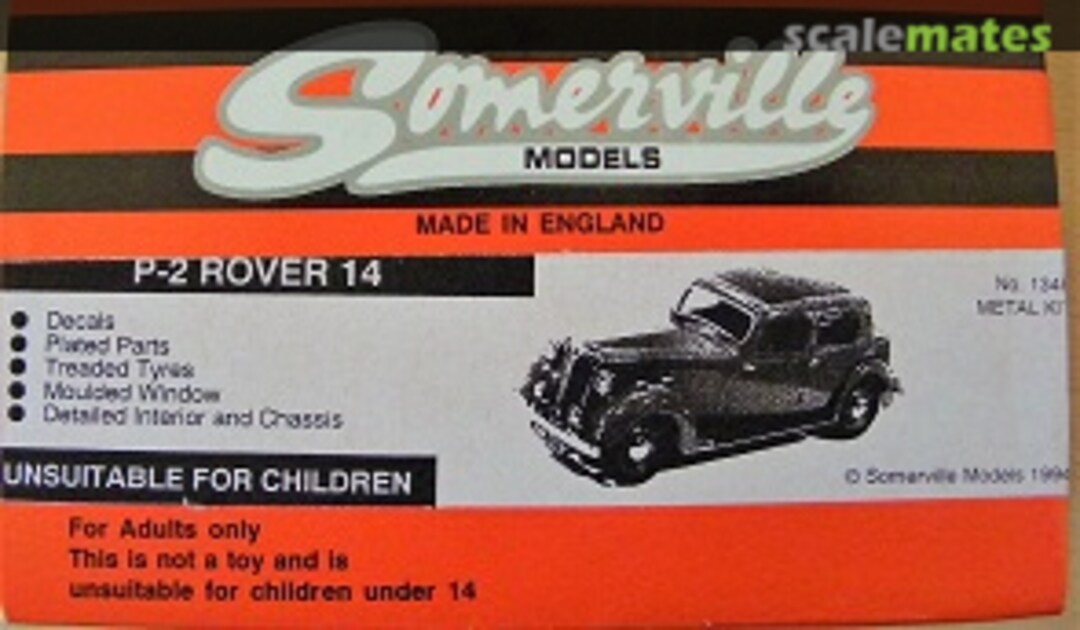 scalemates
Somerville
MODELS
MADE IN ENGLAND
P-2 ROVER 14
No.
METAL
● Decals
● Plated Parts
● Treaded Tyres
● Moulded Window
● Detailed Interior and Chassis
© Somerville Models
UNSUITABLE FOR CHILDREN
For Adults only
This is not a toy and is
unsuitable for children under 14